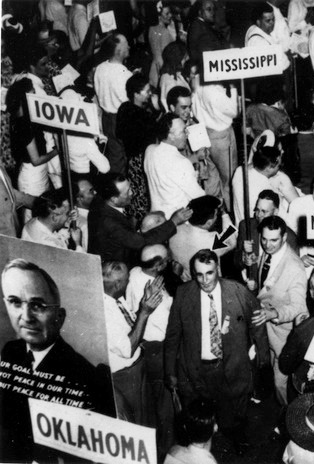 MISSISSIPPI
IOWA
OUR GOAL MUST BE...
NOT PEACE IN OUR TIME
BUT PEACE FOR ALL TIME
OKLAHOMA